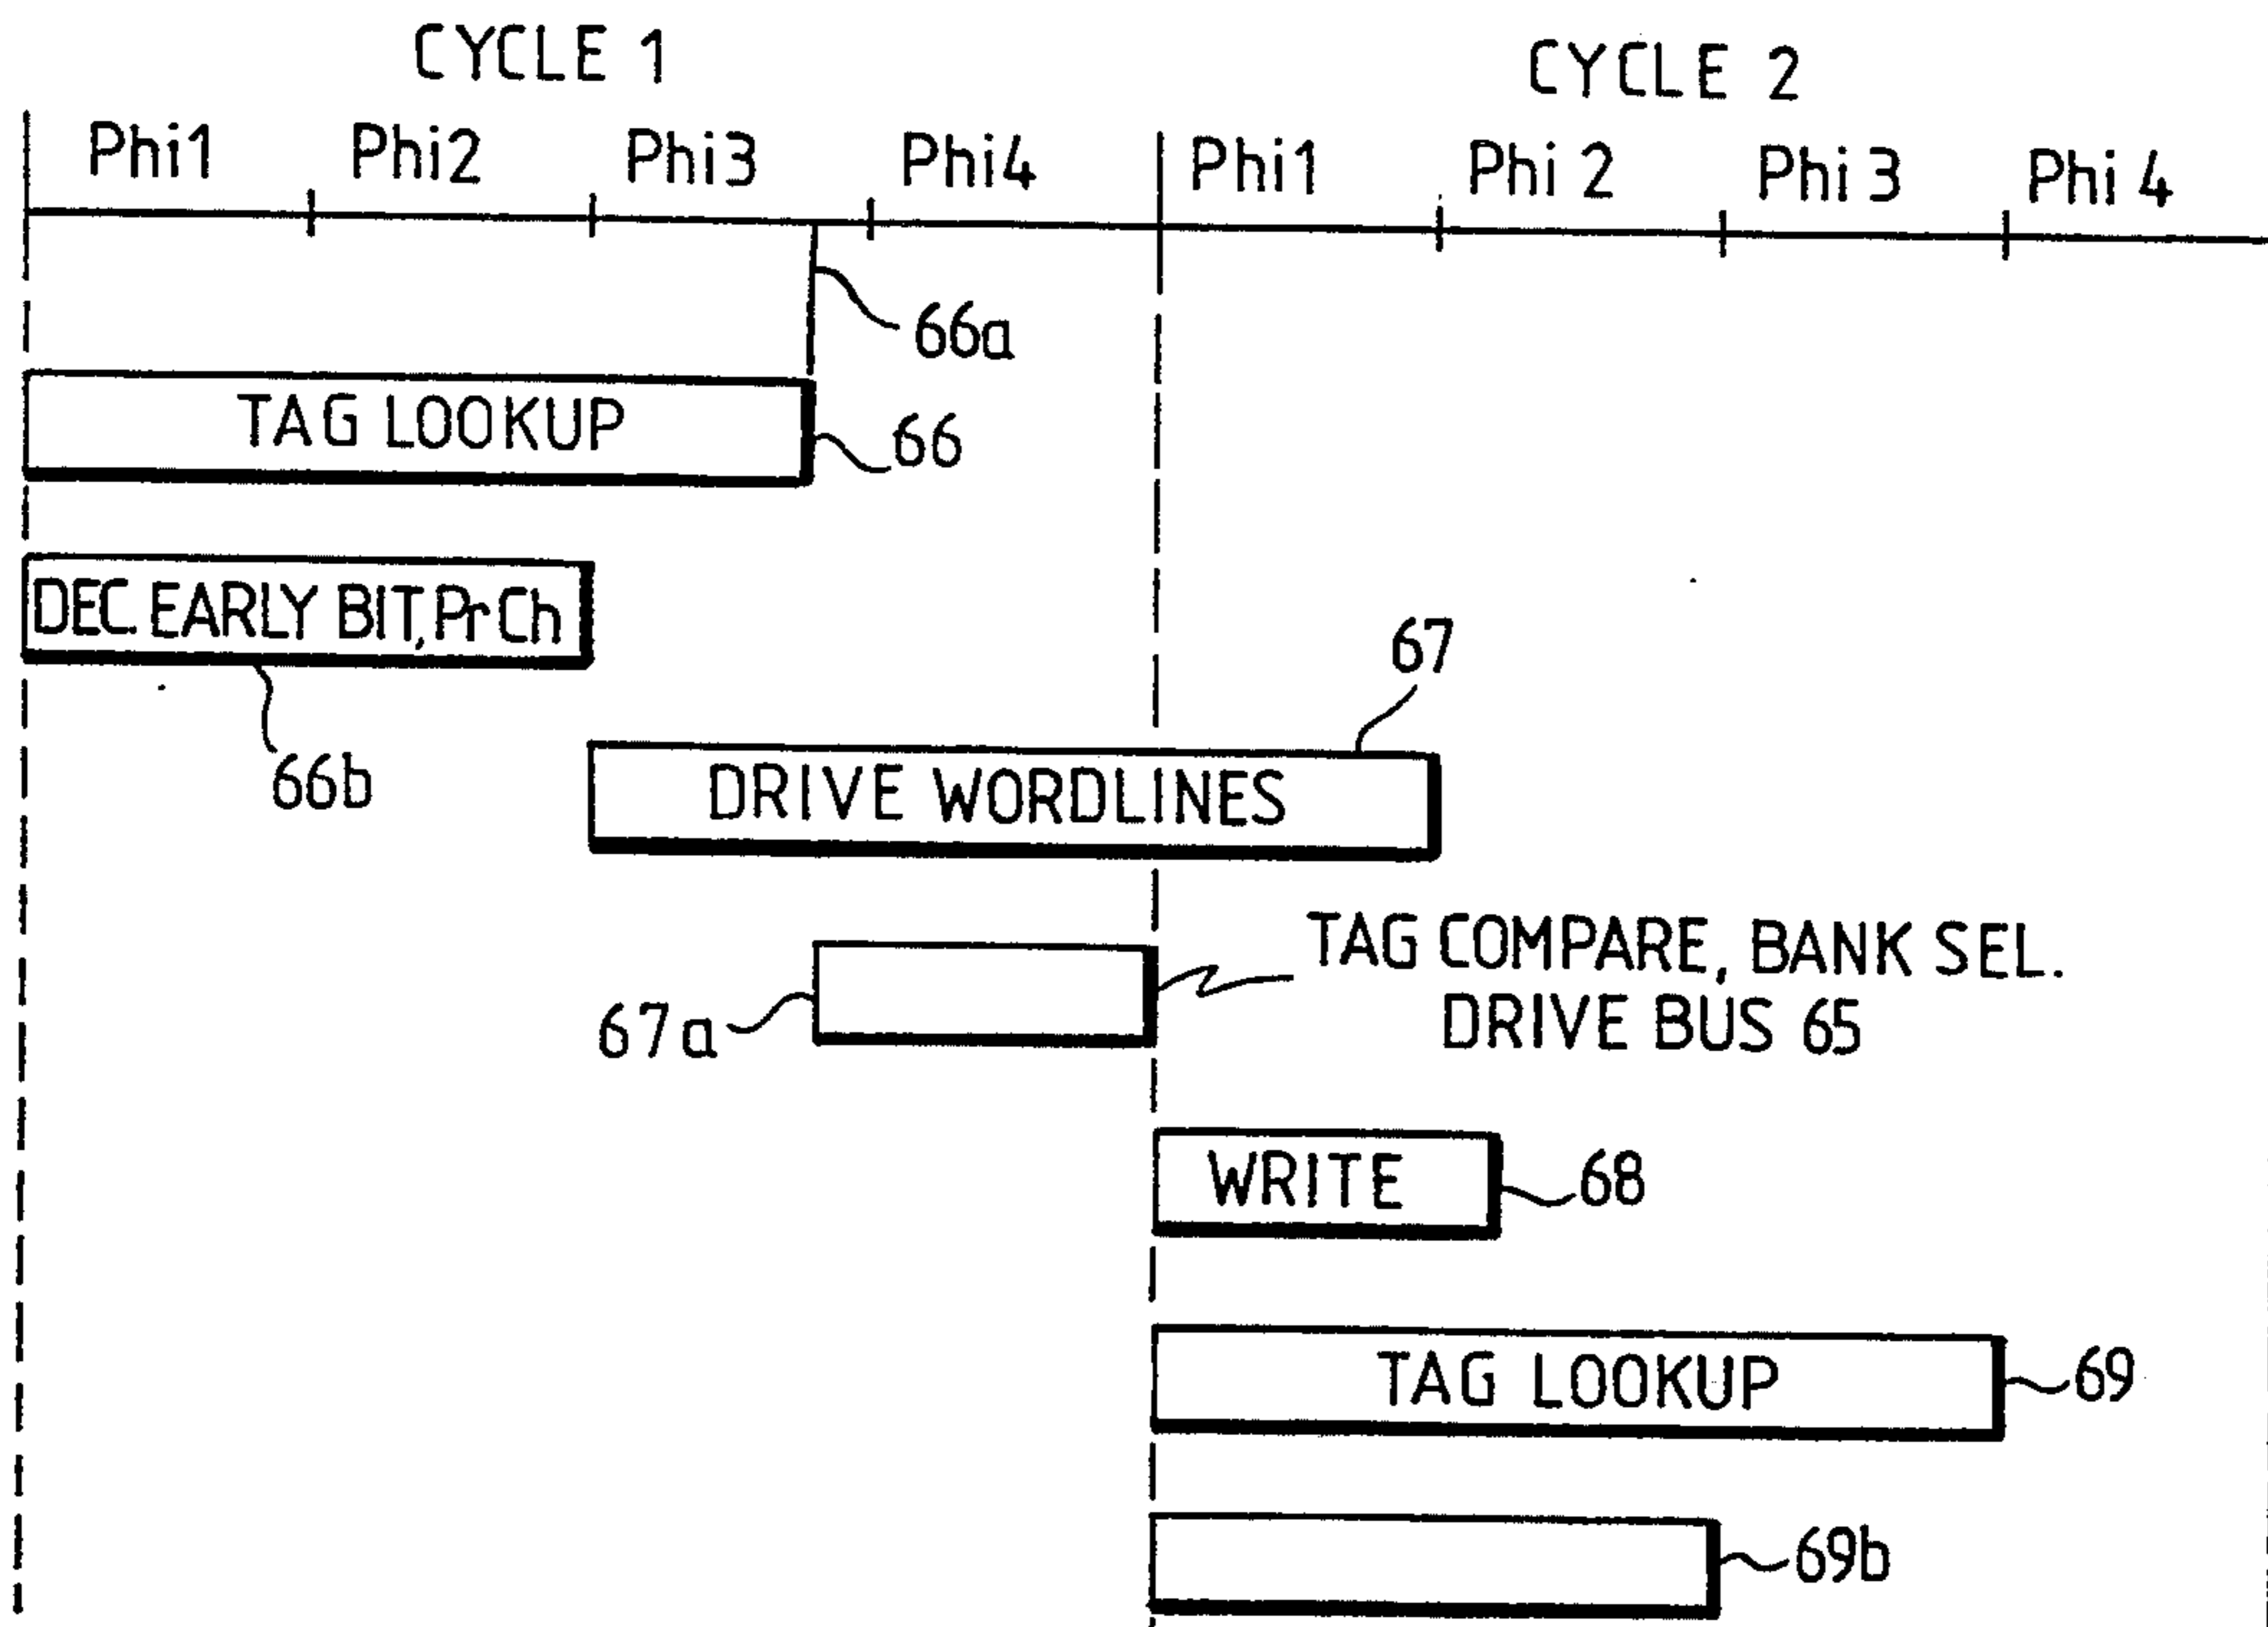 CYCLE 1
CYCLE 2
Phi1 Phi2 Phi3 Phi4 Phi1 Phi 2 Phi 3 Phi 4
66a
TAG LOOKUP
66
DEC. EARLY BIT, PrCh
66b
67
DRIVE WORDLINES
TAG COMPARE, BANK SEL.
DRIVE BUS 65
67a
WRITE
68
TAG LOOKUP
69
69b